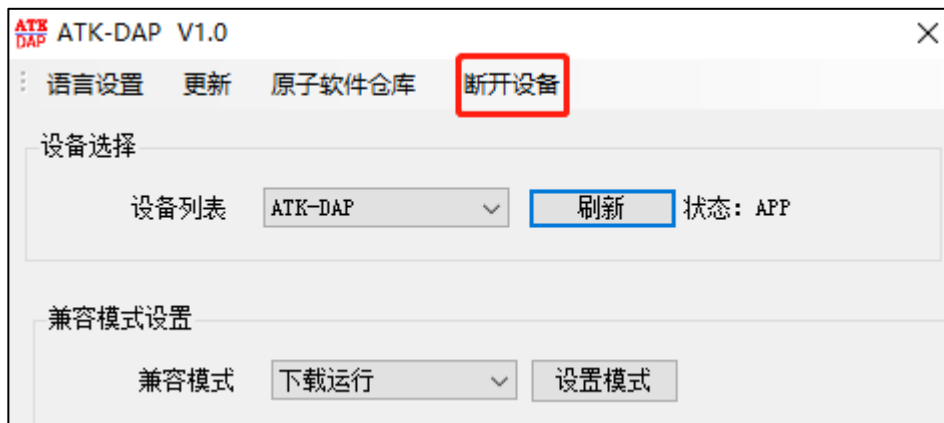 ATK DAP ATK-DAP V1.0
语言设置 更新 原子软件仓库 断开设备
设备选择
设备列表 ATK-DAP 刷新 状态: APP
兼容模式设置
兼容模式 下载运行 设置模式